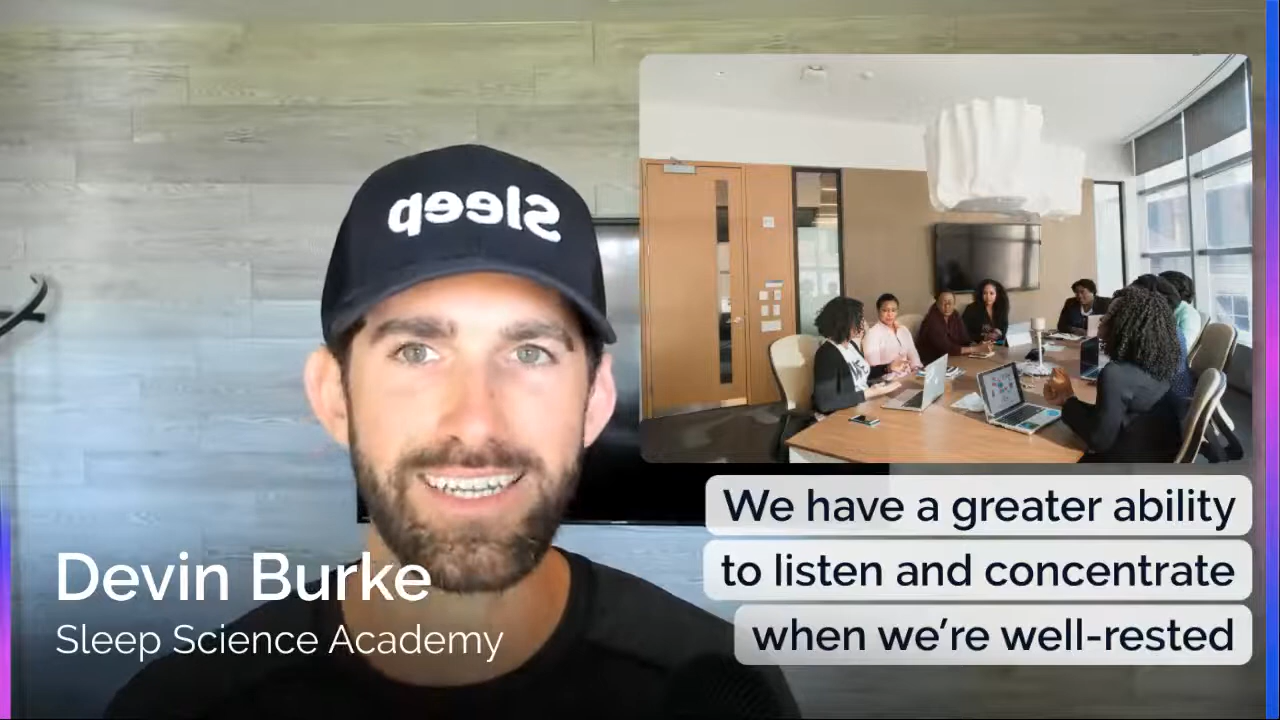 Sleep
We have a greater ability
to listen and concentrate
when we’re well-rested
Devin Burke
Sleep Science Academy